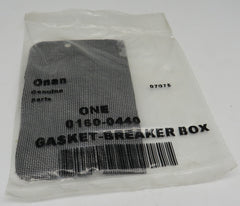 Onan
Genuine
parts
07075
ONE
0160-0440
GASKET-BREAKER BOX